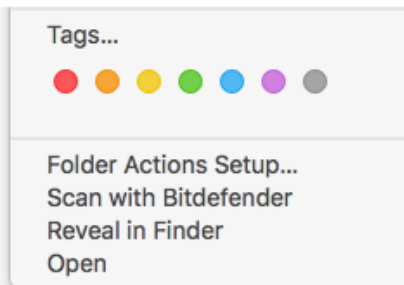 Tags...
Folder Actions Setup...
Scan with Bitdefender
Reveal in Finder
Open